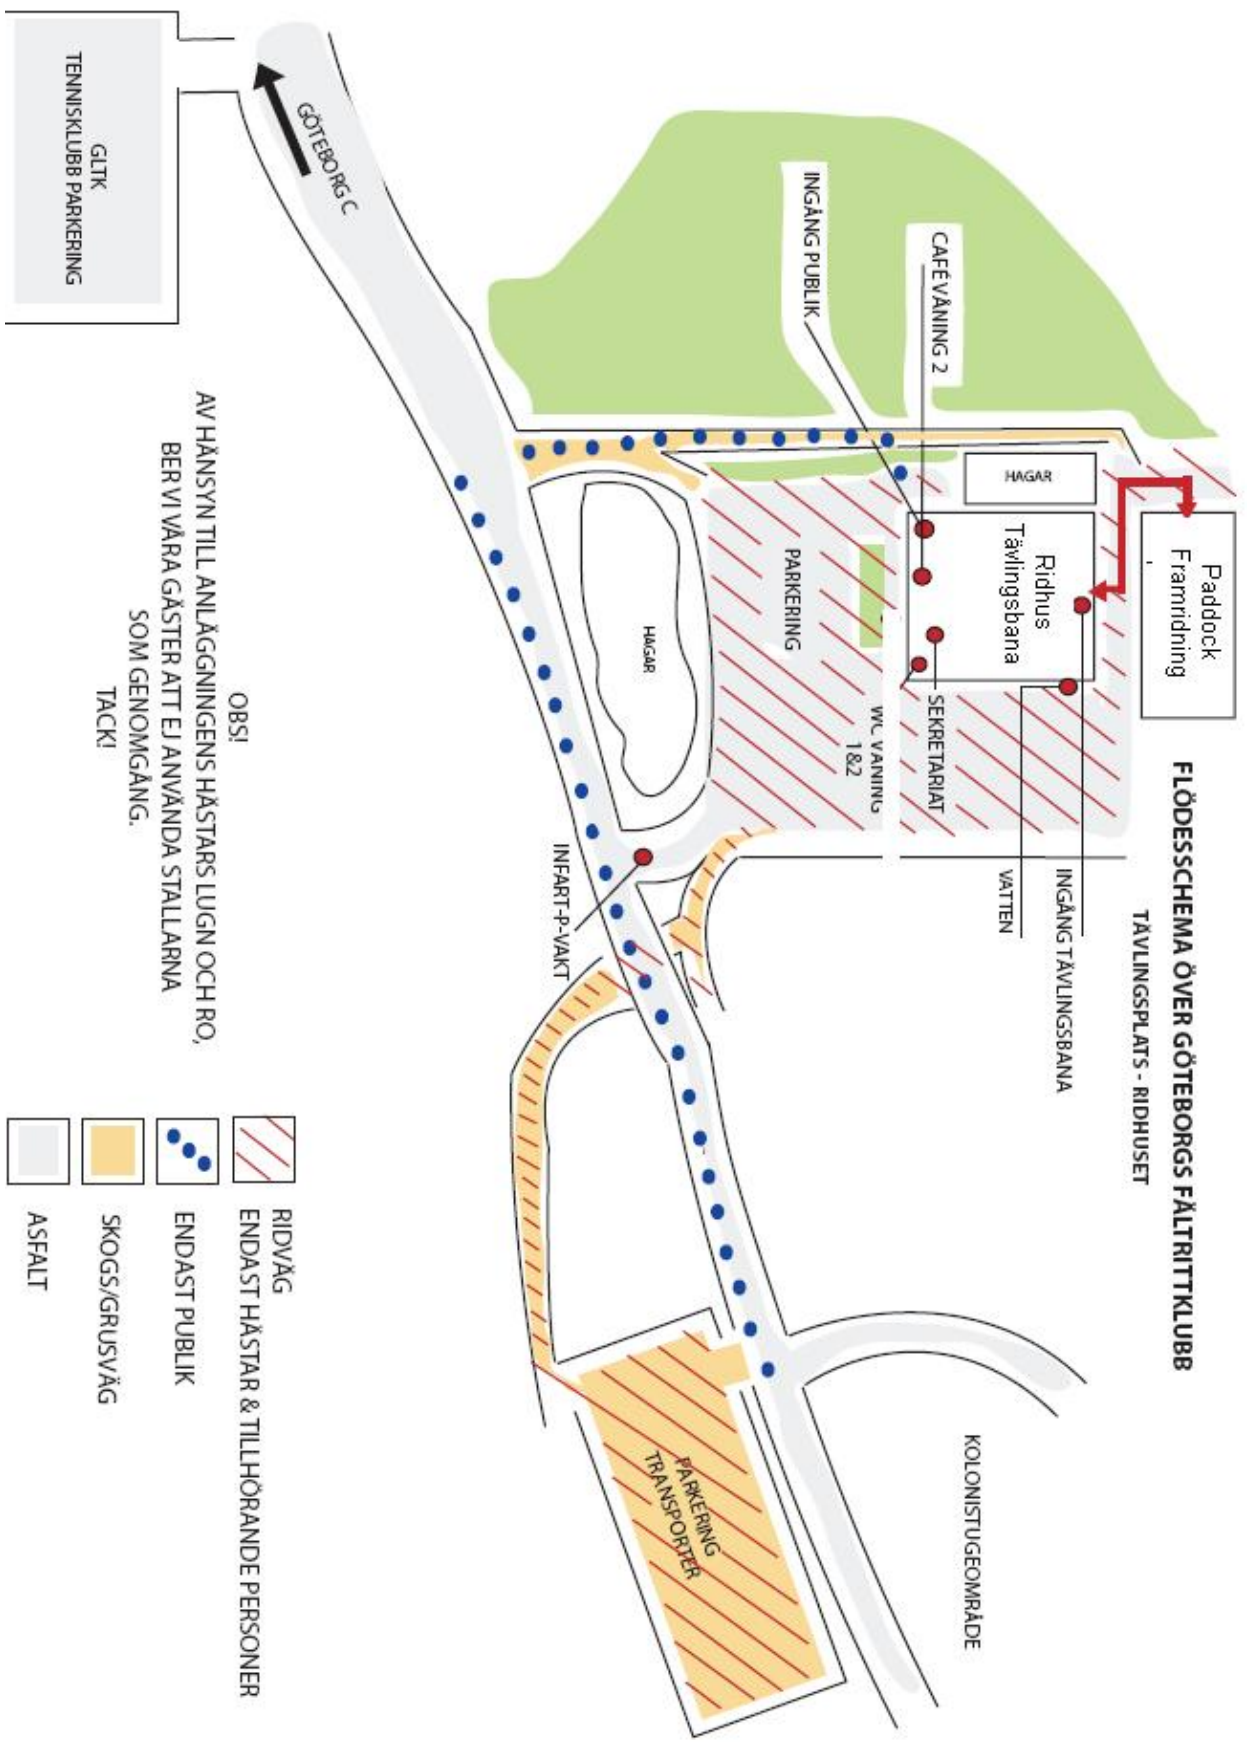 FLÖDESSCHEMA ÖVER GÖTEBORGS FÄLTRITTKLUBB
TÄVLINGSPLATS - RIDHUSET
Paddock
Framridning
HAGAR
Ridhus
Tävlingsbana
CAFÉ VÅNING 2
INGÅNG PUBLIK
INGÅNG TÄVLINGSBANA
VATTEN
SEKRETARIAT
WC VÅNING
1&2
PARKERING
HAGAR
INFART-P-VAKT
GÖTEBORG C
KOLONISTUGEOMRÅDE
PARKERING
TRANSPORTER
GLTK
TENNISKLUBB PARKERING
OBS!
AV HÄNSYN TILL ANLÄGGNINGENS HÄSTARS LUGN OCH RO,
BER VI VÅRA GÄSTER ATT EJ ANVÄNDA STALLARNA
SOM GENOMGÅNG.
TACK!
RIDVÄG
ENDAST HÄSTAR & TILLHÖRANDE PERSONER
ENDAST PUBLIK
SKOGS/GRUSVÄG
ASFALT